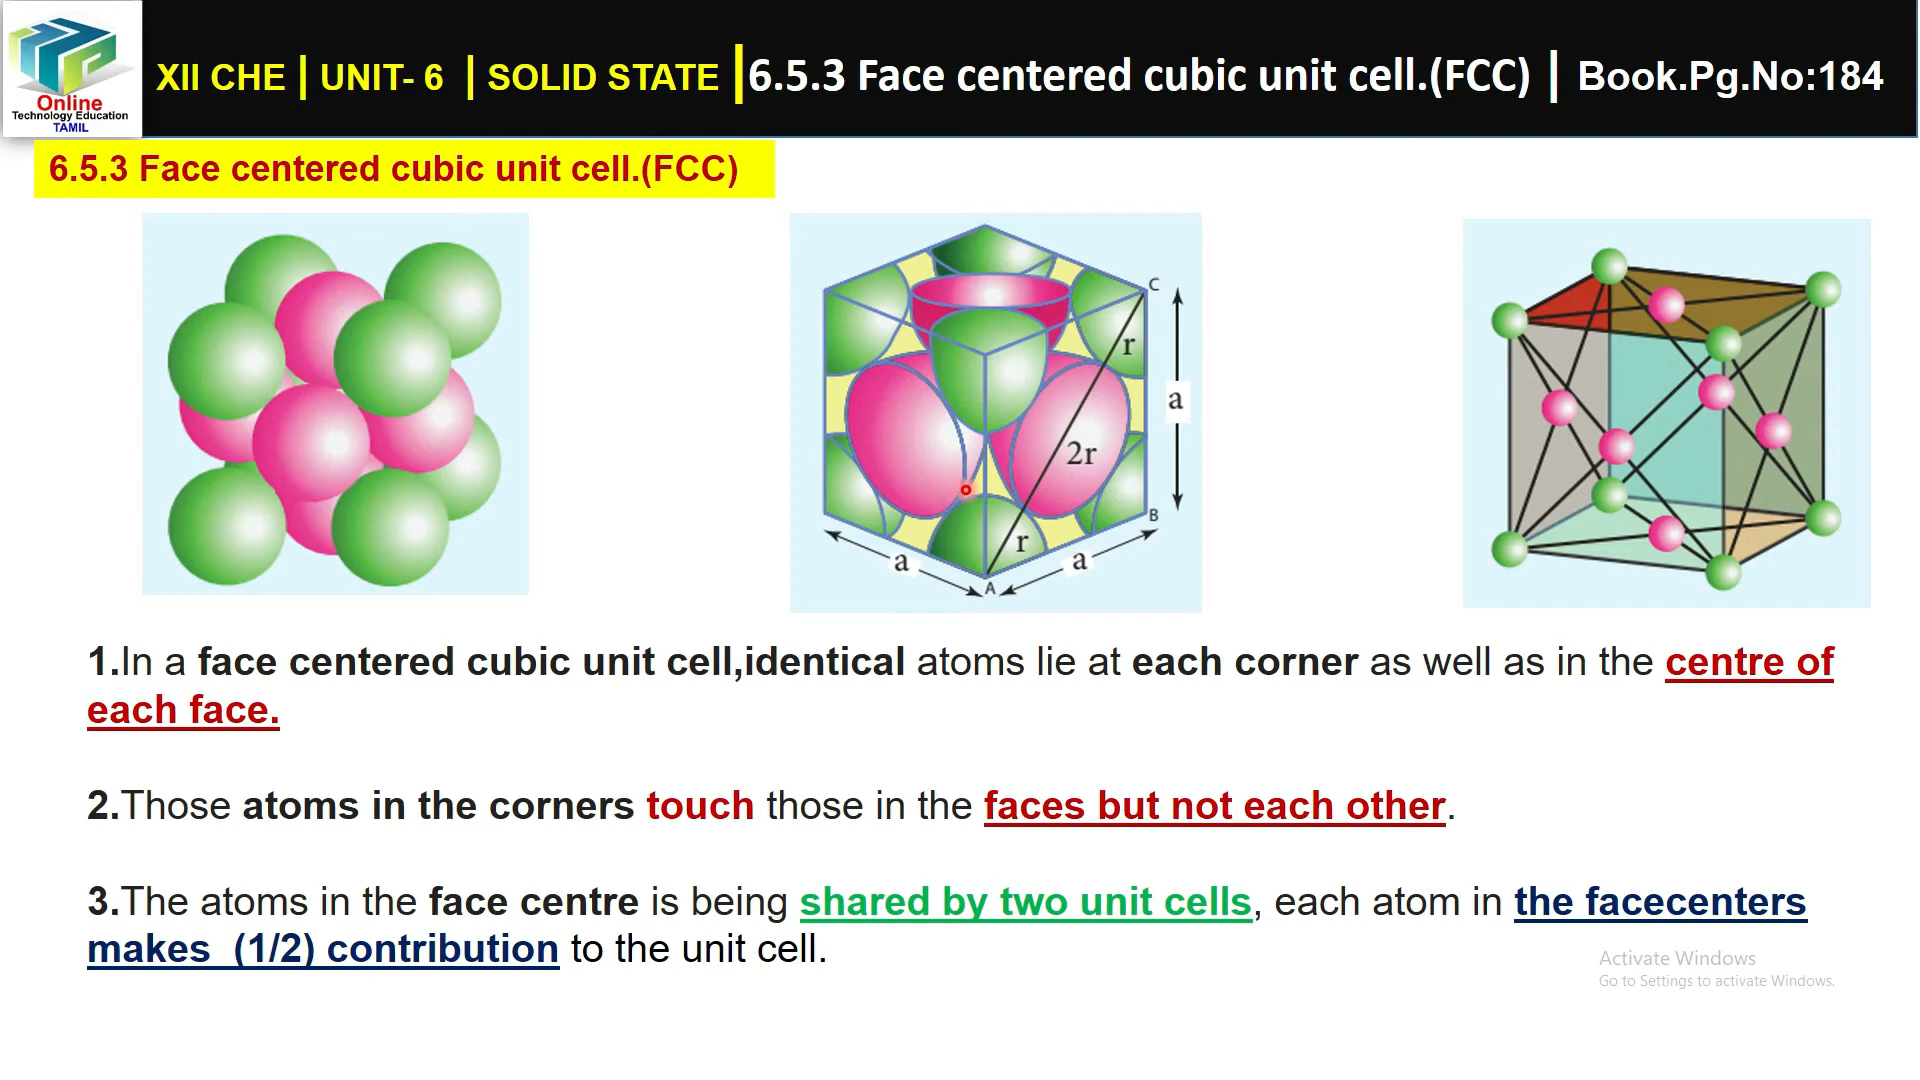 Online
Technology Education
TAMIL
XII CHE | UNIT- 6 | SOLID STATE |6.5.3 Face centered cubic unit cell.(FCC) | Book.Pg.No:184
6.5.3 Face centered cubic unit cell.(FCC)
C
r
a
2r
B
r
a
a
A
1.In a face centered cubic unit cell,identical atoms lie at each corner as well as in the centre of
each face.
2.Those atoms in the corners touch those in the faces but not each other.
3.The atoms in the face centre is being shared by two unit cells, each atom in the facecenters
makes (1/2) contribution to the unit cell.
Activate Windows
Go to Settings to activate Windows.